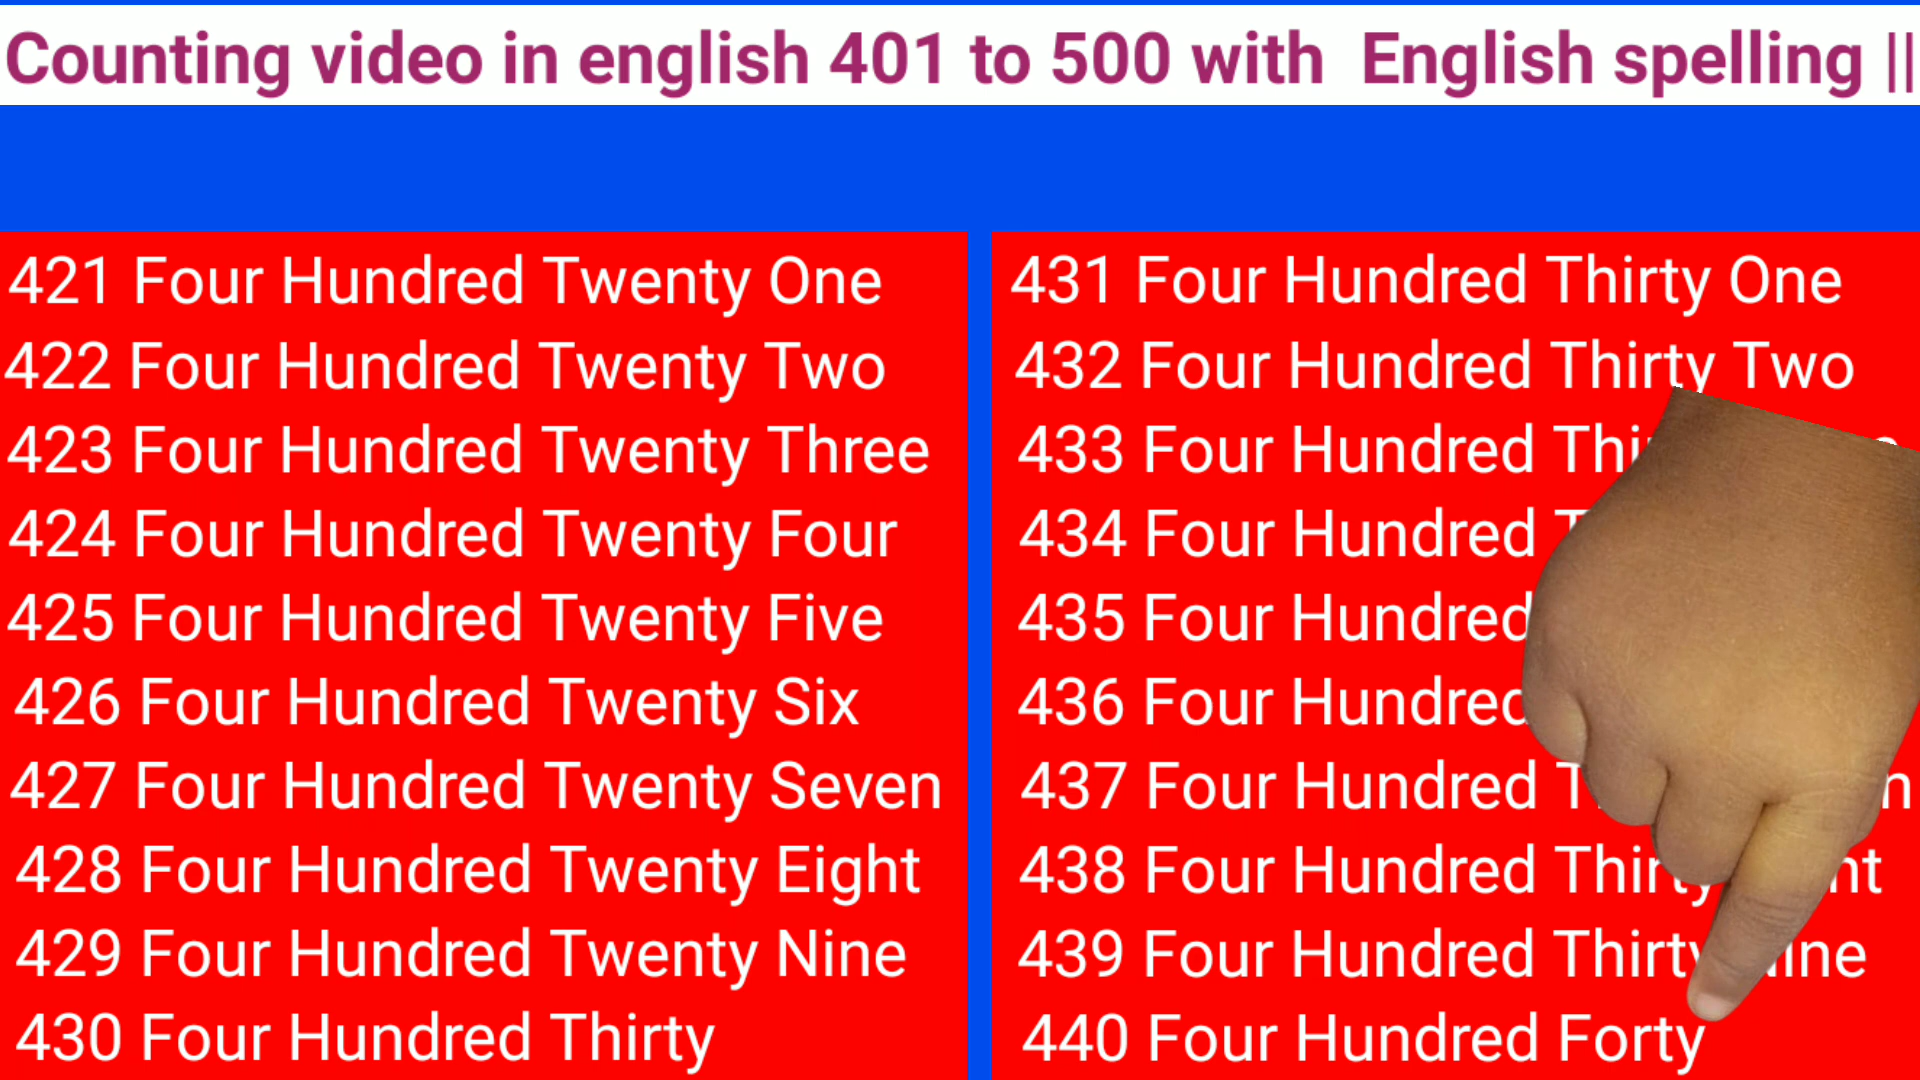 Counting video in english 401 to 500 with English spelling ||
421 Four Hundred Twenty One
422 Four Hundred Twenty Two
423 Four Hundred Twenty Three
424 Four Hundred Twenty Four
425 Four Hundred Twenty Five
426 Four Hundred Twenty Six
427 Four Hundred Twenty Seven
428 Four Hundred Twenty Eight
429 Four Hundred Twenty Nine
430 Four Hundred Thirty
431 Four Hundred Thirty One
432 Four Hundred Thirty Two
433 Four Hundred
434 Four Hundred
435 Four Hundred
436 Four Hundred
437 Four Hundred
438 Four Hundred Thirty
439 Four Hundred Thirty Nine
440 Four Hundred Forty